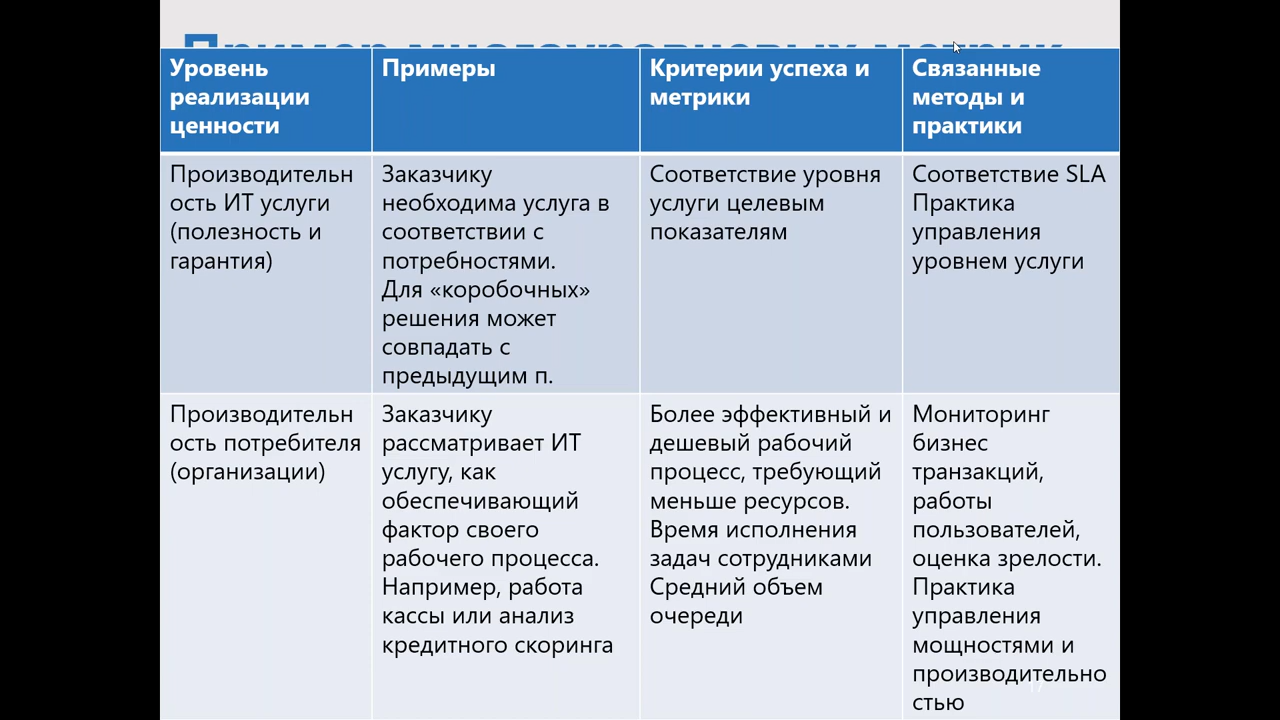 Пример многоуровневых метрик
Уровень
реализации
ценности
Примеры
Критерии успеха и
метрики
Связанные
методы и
практики
Производительн
ость ИТ услуги
(полезность и
гарантия)
Заказчику
необходима услуга в
соответствии с
потребностями.
Для «коробочных»
решения может
совпадать с
предыдущим п.
Соответствие уровня
услуги целевым
показателям
Соответствие SLA
Практика
управления
уровнем услуги
Производительн
ость потребителя
(организации)
Заказчику
рассматривает ИТ
услугу, как
обеспечивающий
фактор своего
рабочего процесса.
Например, работа
кассы или анализ
кредитного скоринга
Более эффективный и
дешевый рабочий
процесс, требующий
меньше ресурсов.
Время исполнения
задач сотрудниками
Средний объем
очереди
Мониторинг
бизнес
транзакций,
работы
пользователей,
оценка зрелости.
Практика
управления
мощностями и
производительно
стью
17